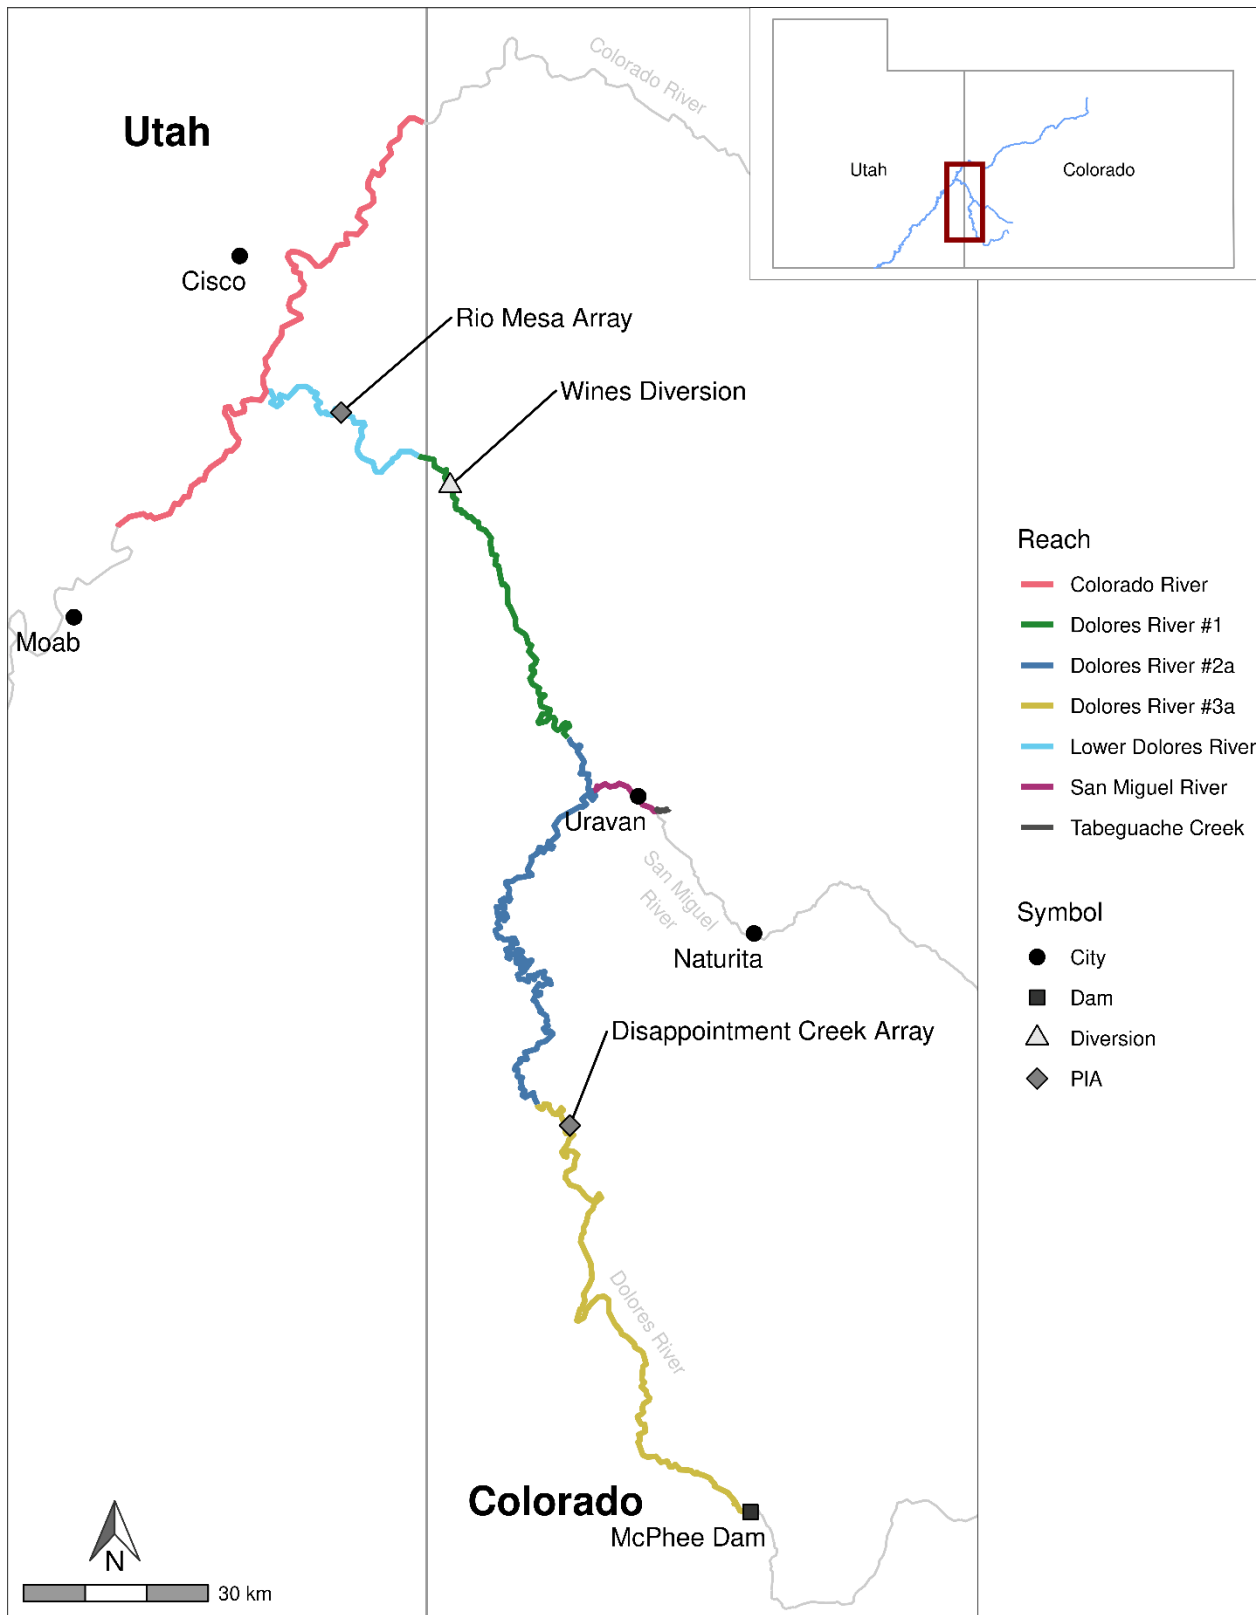 Colorado River
Utah
Utah
Colorado
Cisco
Rio Mesa Array
Wines Diversion
Moab
Reach
Colorado River
Dolores River #1
Dolores River #2a
Dolores River #3a
Lower Dolores River
San Miguel River
Tabeguache Creek
Uravan
San Miguel
River
Naturita
Symbol
City
Dam
Diversion
PIA
Disappointment Creek Array
Dolores River
Colorado
McPhee Dam
N
30 km